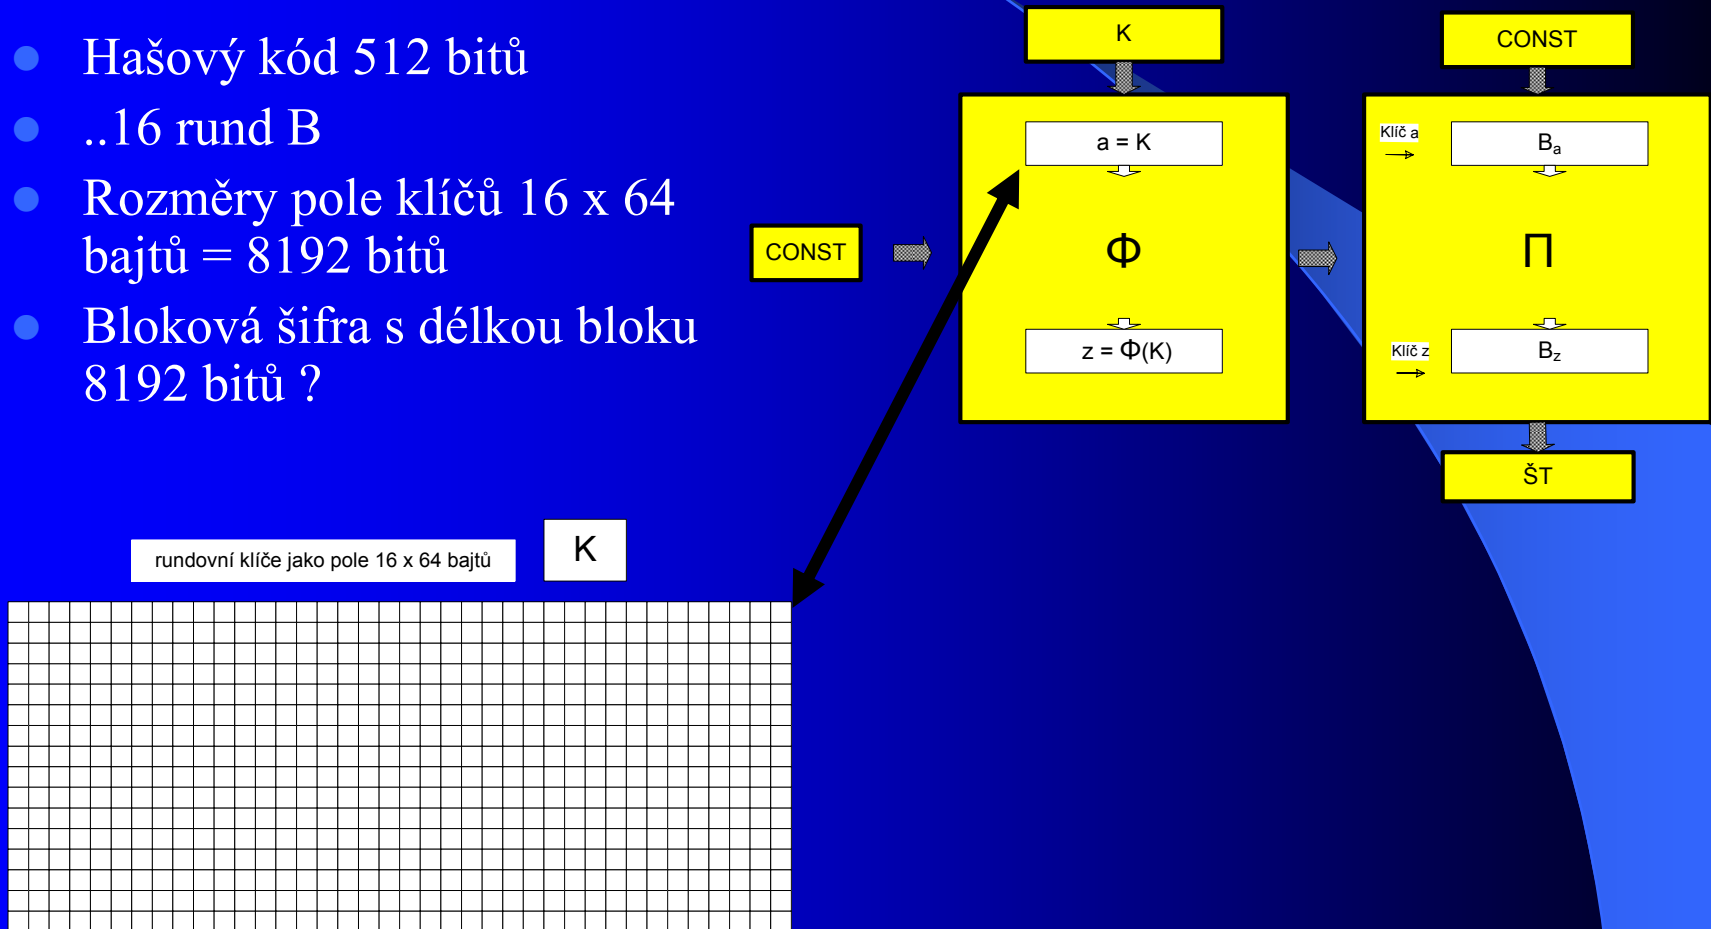 Hašový kód 512 bitů
..16 rund B
Rozměry pole klíčů 16 x 64
bajtů = 8192 bitů
Bloková šifra s délkou bloku
8192 bitů ?
K
CONST
a = K
Φ
z = Φ(K)
CONST
Klíč a
Ba
Π
Klíč z
Bz
ŠT
rundovní klíče jako pole 16 x 64 bajtů
K